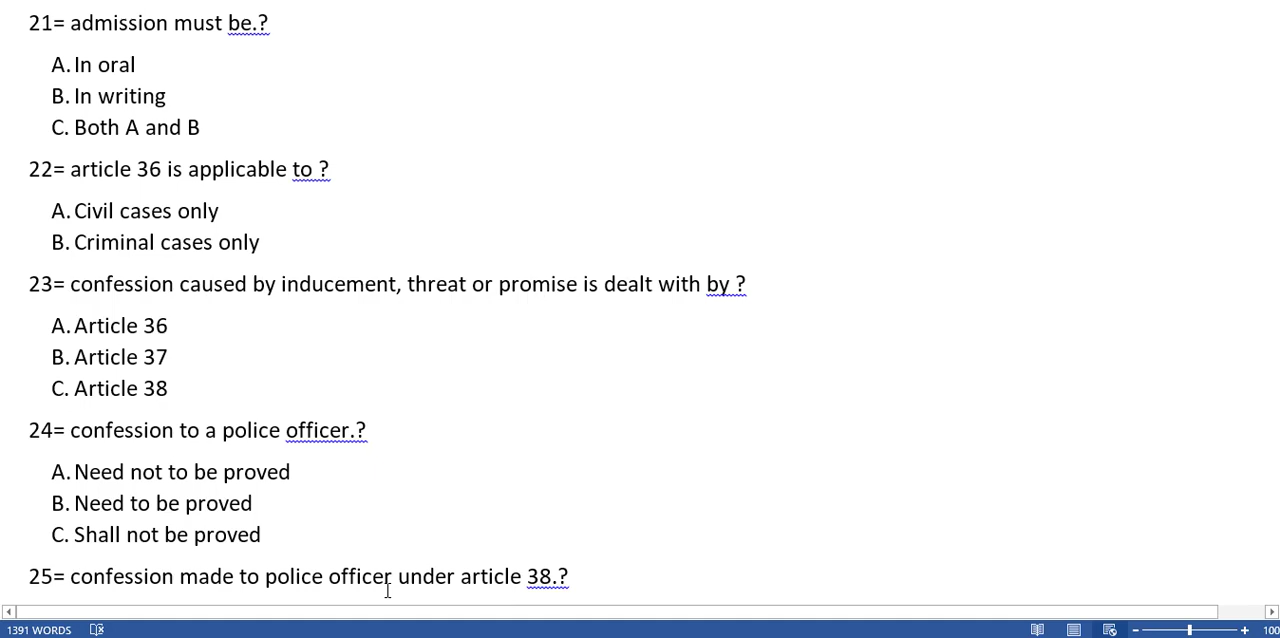 21= admission must be.?
A. In oral
B. In writing
C. Both A and B
22= article 36 is applicable to ?
A. Civil cases only
B. Criminal cases only
23= confession caused by inducement, threat or promise is dealt with by ?
A. Article 36
B. Article 37
C. Article 38
24= confession to a police officer.?
A. Need not to be proved
B. Need to be proved
C. Shall not be proved
25= confession made to police officer under article 38.?
1391 WORDS
100